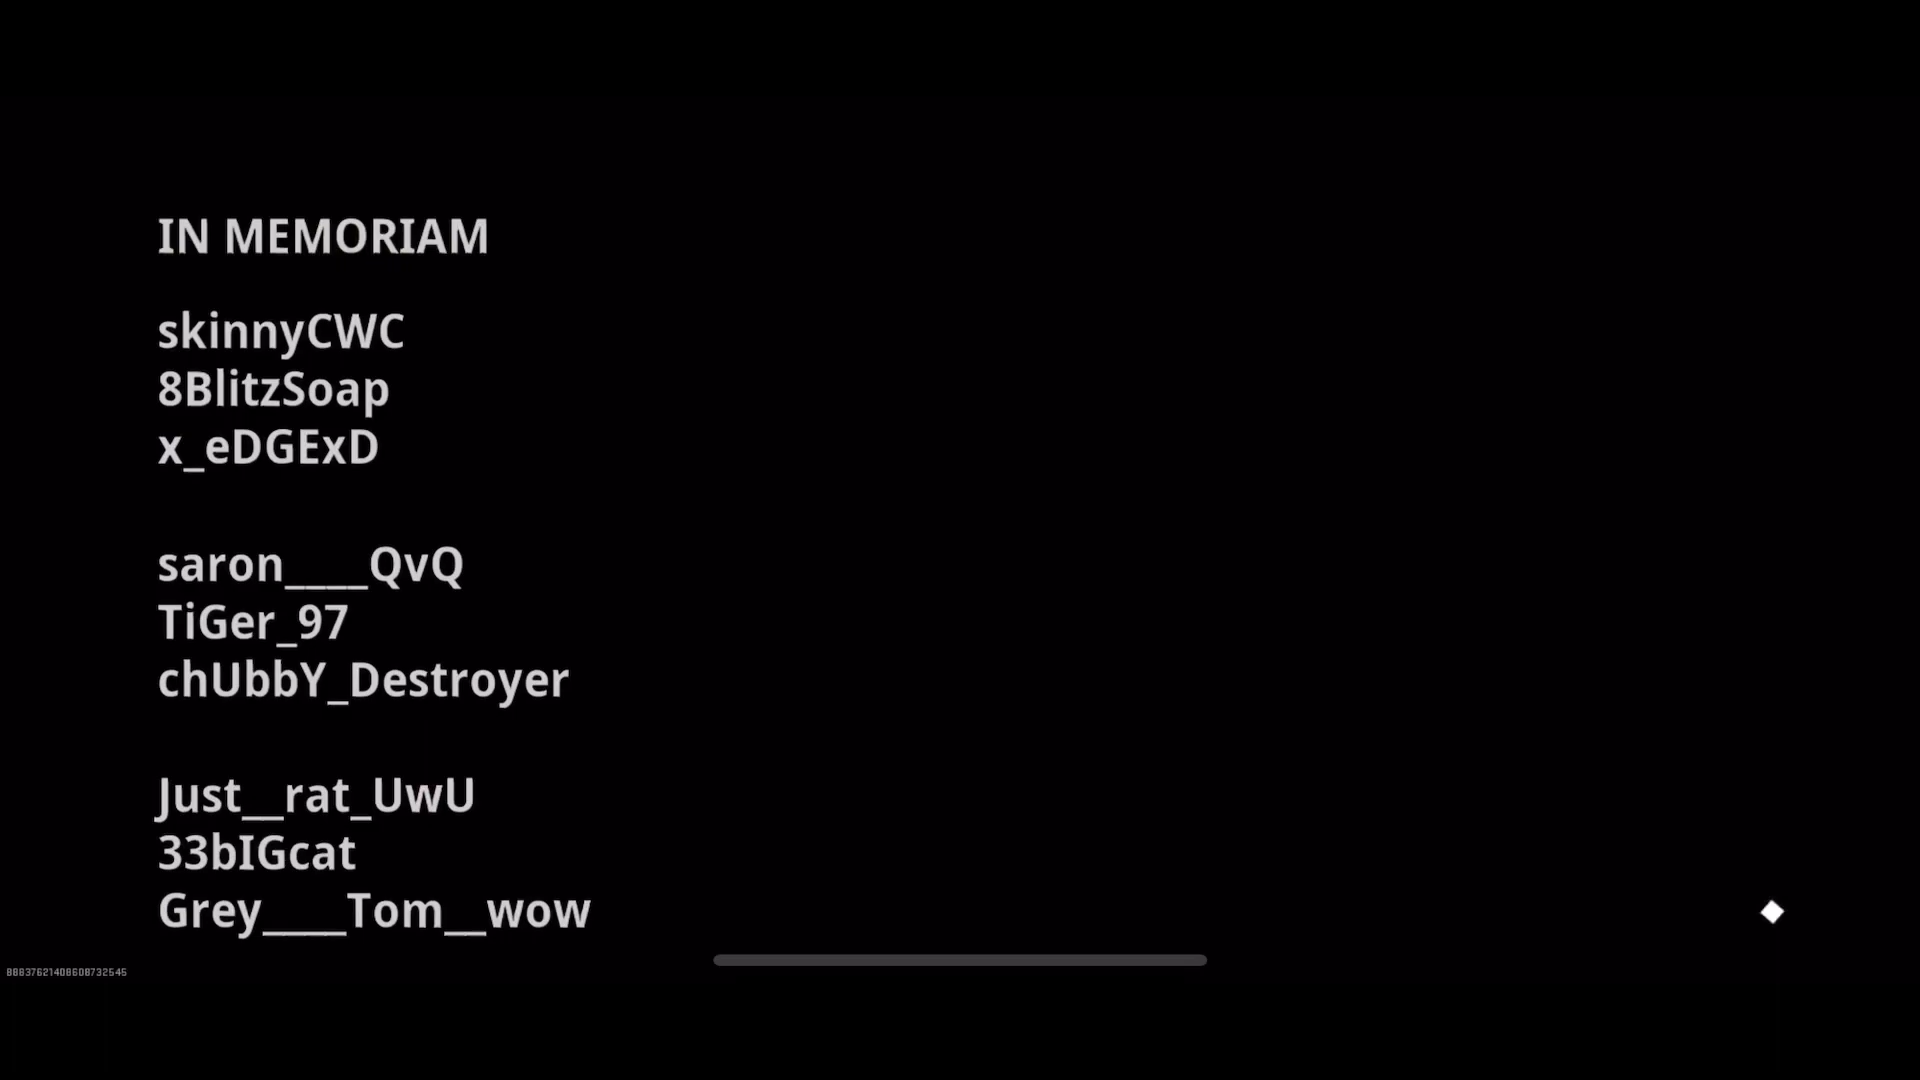 IN MEMORIAM
skinnyCWC
8BlitzSoap
x_eDGExD
saron____QvQ
TiGer_97
chUbbY_Destroyer
Just__rat_UwU
33bIGcat
Grey____Tom__wow